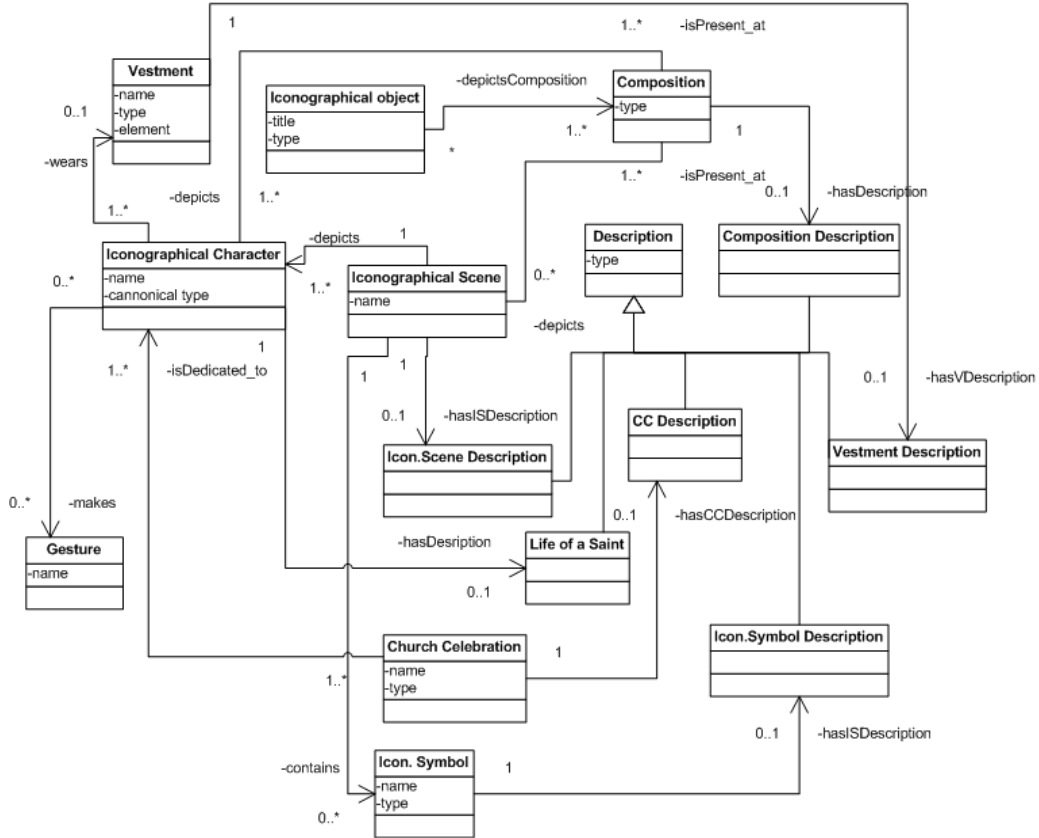 1
1..*
-isPresent_at
Vestment
-name
-type
-element
0..1
-wears
1..*
-depicts
1..*
Iconographical object
-title
-type
-depictsComposition
*
1..*
Composition
-type
1
1..*
-isPresent_at
0..1
-hasDescription
Iconographical Character
-name
-cannonical type
0..*
1
-depicts
1
1..*
Iconographical Scene
-name
0..*
-depicts
Description
-type
Composition Description
1..*
-isDedicated_to
1
1
0..1
-hasISDescription
Icon.Scene Description
CC Description
0..1
-hasVDescription
Vestment Description
0..*
-makes
Gesture
-name
-hasDesription
0..1
Life of a Saint
0..1
-hasCCDescription
Church Celebration
-name
-type
1
1..*
Icon.Symbol Description
0..1
-hasISDescription
-contains
0..*
Icon. Symbol
-name
-type
1